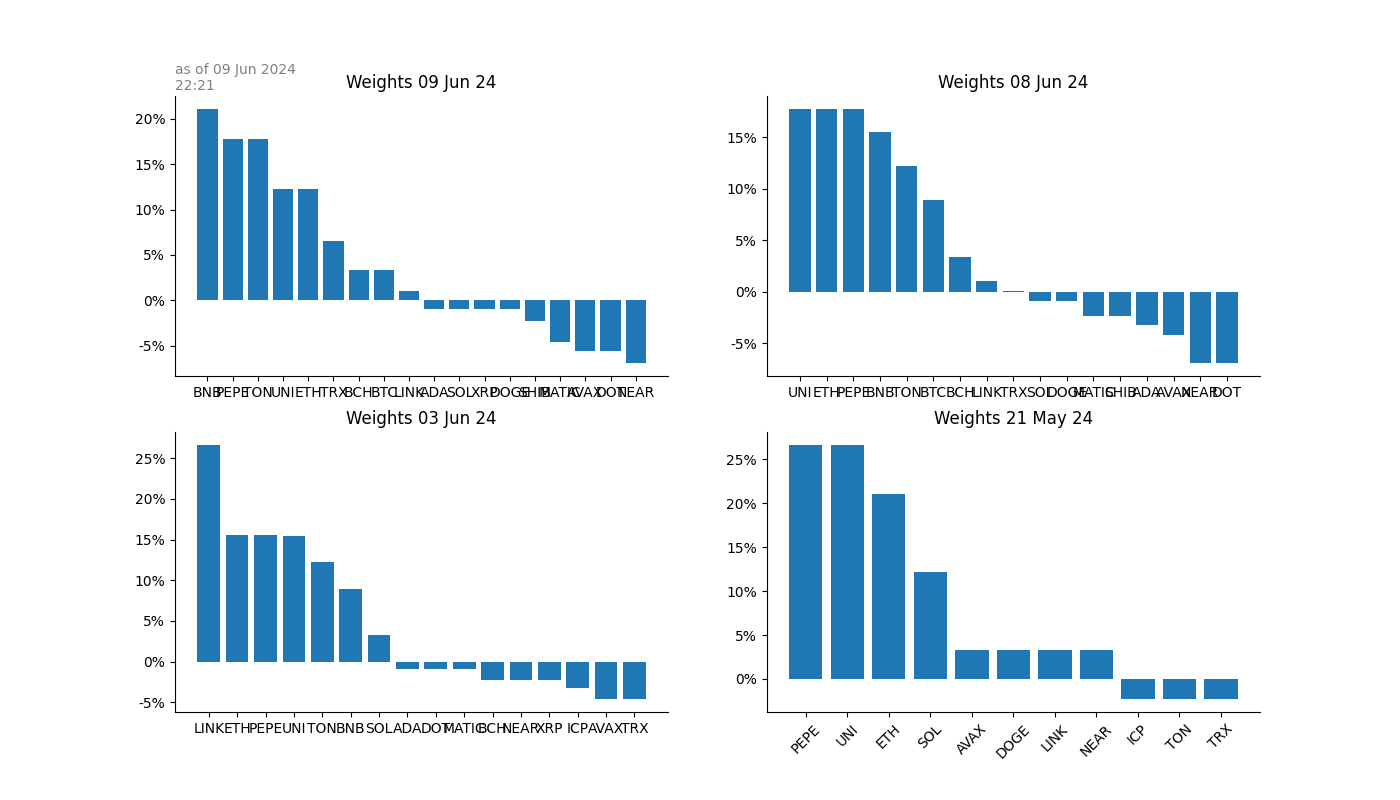 as of 09 Jun 2024
22:21
Weights 09 Jun 24
20%
15%
10%
5%
0%
-5%
BNB PEPE TON UNI ETH TRX BCH BTC LINK ADA SOL XRP DOGE SHIB MATIC AVAX DOT NEAR
Weights 08 Jun 24
15%
10%
5%
0%
-5%
UNI ETH PEPE BNB TON BTC BCH LINK TRX SOL DOGE MATIC SHIB ADA AVAX NEAR DOT
Weights 03 Jun 24
25%
20%
15%
10%
5%
0%
-5%
LINK ETH PEPE UNI TON BNB SOL ADA DOT MATIC BCH NEAR XRP ICP AVAX TRX
Weights 21 May 24
25%
20%
15%
10%
5%
0%
PEPE UNI ETH SOL AVAX DOGE LINK NEAR ICP TON TRX